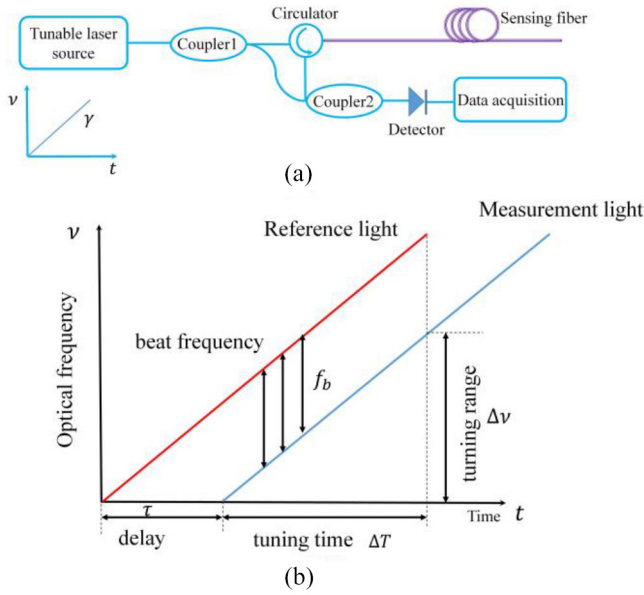 Tunable laser
source
Coupler1
Circulator
Sensing fiber
Coupler2
Detector
Data acquisition
ν
γ
t
(a)
ν
Optical frequency
Reference light
Measurement light
beat frequency
f_b
turning range
Δν
τ
delay
tuning time ΔT
Time t
(b)